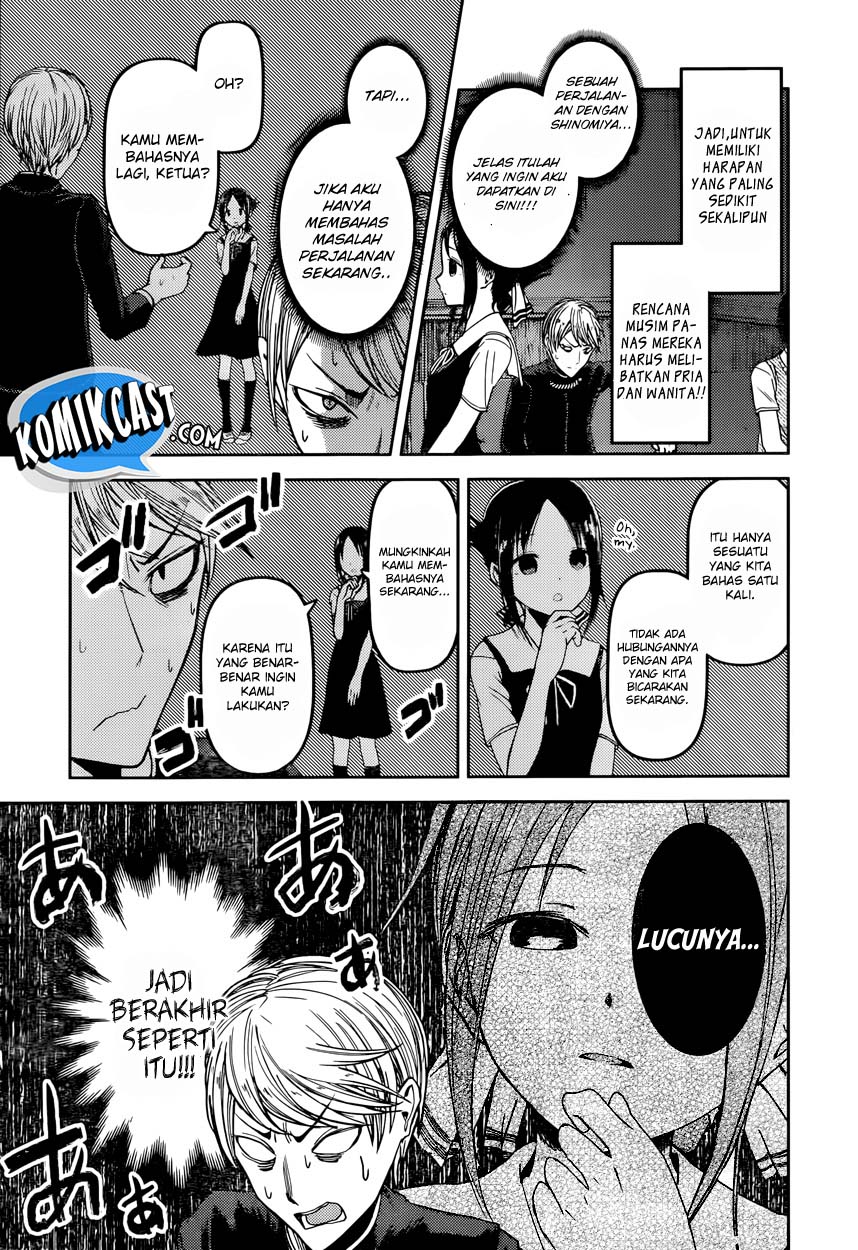 JADI,UNTUK
MEMILIKI
HARAPAN
YANG PALING
SEDIKIT
SEKALIPUN
RENCANA
MUSIM PA-
NAS MEREKA
HARUS MELI-
BATKAN PRIA
DAN WANITA!!
SEBUAH
PERJALAN-
AN DENGAN
SHINOMIYA...
JELAS ITULAH
YANG INGIN AKU
DAPATKAN DI
SINI!!!
TAPI...
JIKA AKU
HANYA
MEMBAHAS
MASALAH
PERJALANAN
SEKARANG..
OH?
KAMU MEM-
BAHASNYA
LAGI, KETUA?
KOMIKCAST
.COM
ITU HANYA
SESUATU
YANG KITA
BAHAS SATU
KALI.
Oh,
my.
TIDAK ADA
HUBUNGANNYA
DENGAN APA
YANG KITA
BICARAKAN
SEKARANG.
MUNGKINKAH
KAMU MEM-
BAHASNYA
SEKARANG...
KARENA ITU
YANG BENAR-
BENAR INGIN
KAMU
LAKUKAN?
ゴ
ゴ
ゴ
ゴ
LUCUNYA...
JADI
BERAKHIR
SEPERTI
ITU!!!
あ
ぁ
あ
あ
ぁ